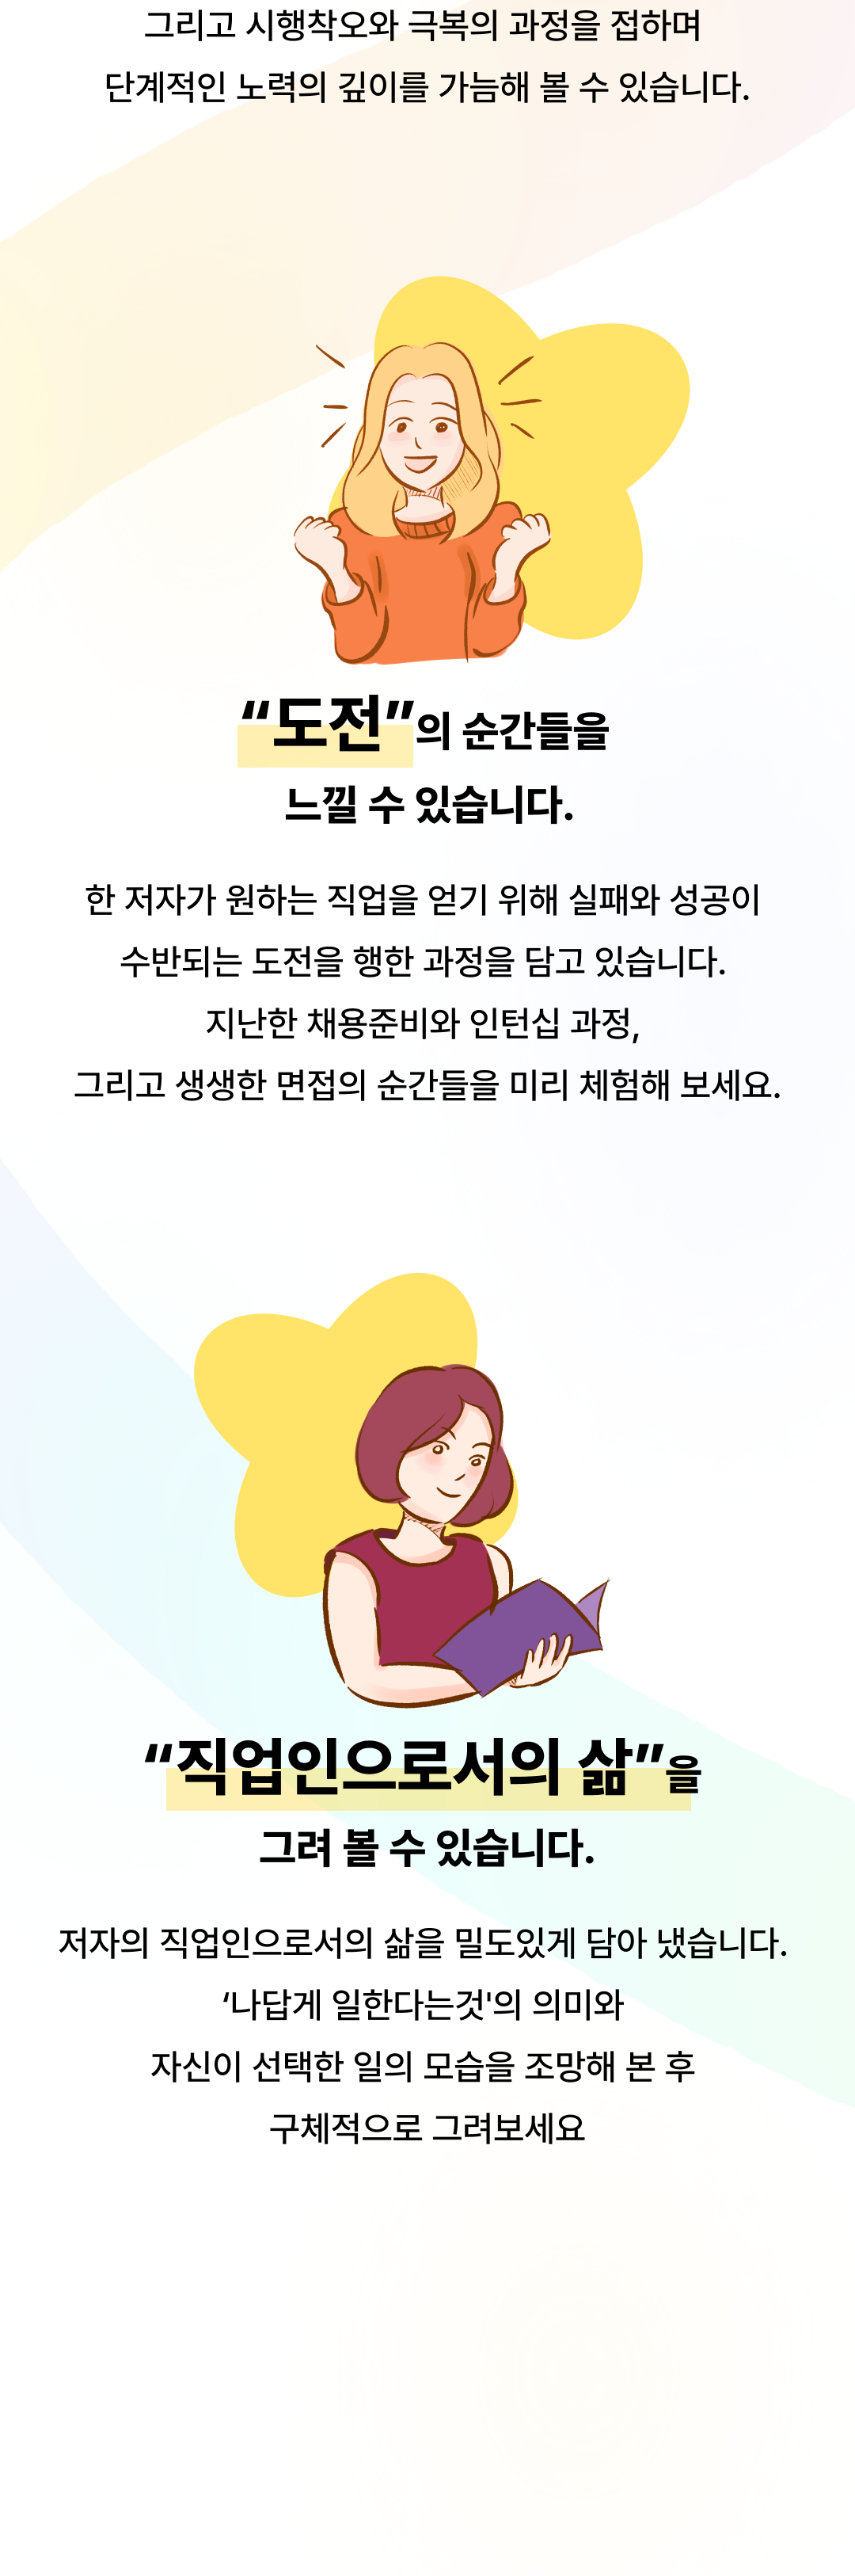 그리고 시행착오와 극복의 과정을 접하며
단계적인 노력의 깊이를 가늠해 볼 수 있습니다.
“도전”의 순간들을
느낄 수 있습니다.
한 저자가 원하는 직업을 얻기 위해 실패와 성공이
수반되는 도전을 행한 과정을 담고 있습니다.
지난한 채용준비와 인턴십 과정,
그리고 생생한 면접의 순간들을 미리 체험해 보세요.
“직업인으로서의 삶”을
그려 볼 수 있습니다.
저자의 직업인으로서의 삶을 밀도있게 담아 냈습니다.
‘나답게 일한다는것'의 의미와
자신이 선택한 일의 모습을 조망해 본 후
구체적으로 그려보세요